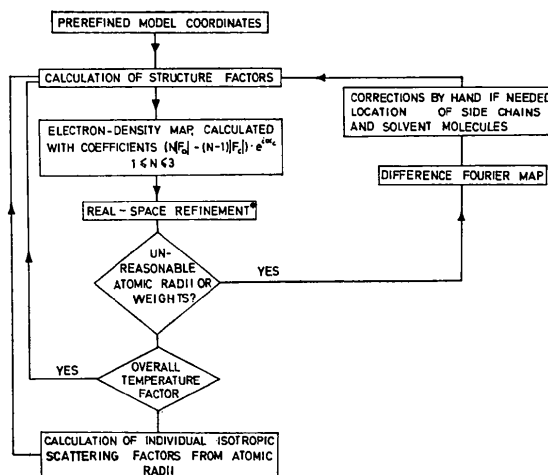 PREREFINED MODEL COORDINATES
CALCULATION OF STRUCTURE FACTORS
CORRECTIONS BY HAND IF NEEDED
LOCATION OF SIDE CHAINS
AND SOLVENT MOLECULES
ELECTRON-DENSITY MAP, CALCULATED
WITH COEFFICIENTS (N|Fo| - (N-1)|Fc|) · e^iαc
1 ⩽ N ⩽ 3
DIFFERENCE FOURIER MAP
REAL - SPACE REFINEMENT*
UN-
REASONABLE
ATOMIC RADII OR
WEIGHTS?
YES
YES
OVERALL
TEMPERATURE
FACTOR
CALCULATION OF INDIVIDUAL ISOTROPIC
SCATTERING FACTORS FROM ATOMIC
RADII